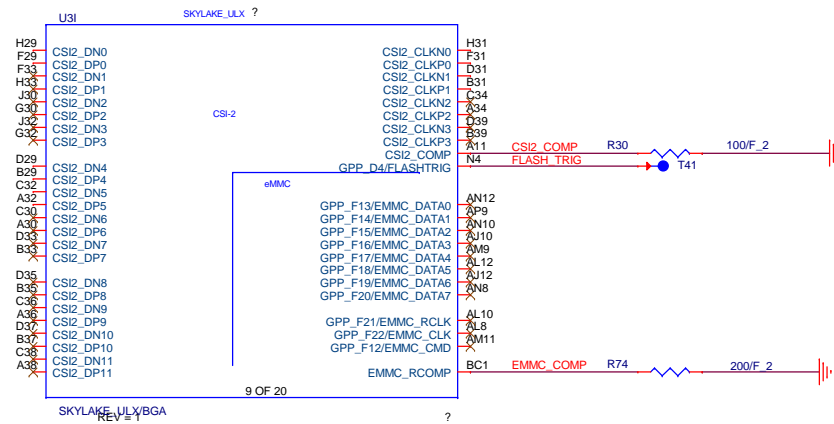 U3I
SKYLAKE_ULX ?
H29 CSI2_DN0
F29 CSI2_DP0
F33 CSI2_DN1
H33 CSI2_DP1
J30 CSI2_DN2
G30 CSI2_DP2
J32 CSI2_DN3
G32 CSI2_DP3
D29 CSI2_DN4
B29 CSI2_DP4
C32 CSI2_DN5
A32 CSI2_DP5
C30 CSI2_DN6
A30 CSI2_DP6
D33 CSI2_DN7
B33 CSI2_DP7
D35 CSI2_DN8
B35 CSI2_DP8
C36 CSI2_DN9
A36 CSI2_DP9
D37 CSI2_DN10
B37 CSI2_DP10
C38 CSI2_DN11
A38 CSI2_DP11
CSI-2
eMMC
CSI2_CLKN0 H31
CSI2_CLKP0 F31
CSI2_CLKN1 D31
CSI2_CLKP1 B31
CSI2_CLKN2 C34
CSI2_CLKP2 A34
CSI2_CLKN3 D39
CSI2_CLKP3 B39
CSI2_COMP A11 CSI2_COMP R30 100/F_2
GPP_D4/FLASHTRIG N4 FLASH_TRIG T41
GPP_F13/EMMC_DATA0 AN12
GPP_F14/EMMC_DATA1 AP9
GPP_F15/EMMC_DATA2 AN10
GPP_F16/EMMC_DATA3 AJ10
GPP_F17/EMMC_DATA4 AM9
GPP_F18/EMMC_DATA5 AL12
GPP_F19/EMMC_DATA6 AJ12
GPP_F20/EMMC_DATA7 AN8
GPP_F21/EMMC_RCLK AL10
GPP_F22/EMMC_CLK AL8
GPP_F12/EMMC_CMD AM11
EMMC_RCOMP BC1 EMMC_COMP R74 200/F_2
9 OF 20
SKYLAKE_ULX/BGA
REV = 1 ?